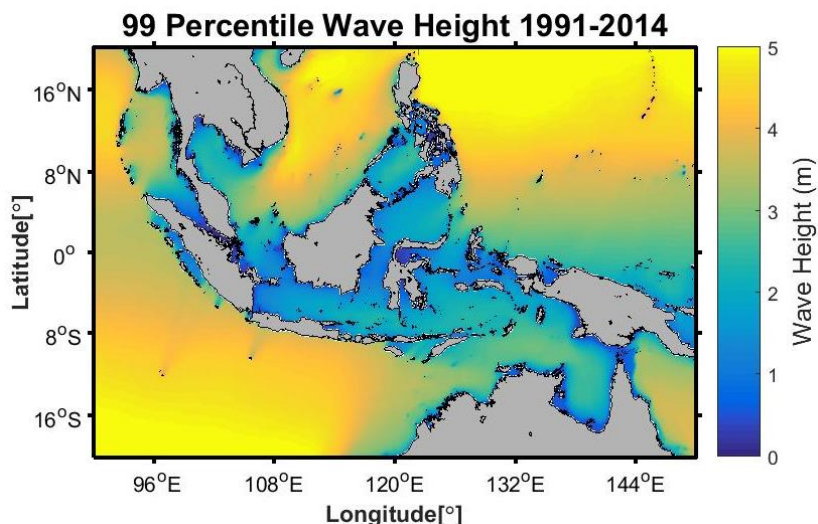 99 Percentile Wave Height 1991-2014
16°N
8°N
0°
8°S
16°S
Latitude[°]
96°E 108°E 120°E 132°E 144°E
Longitude[°]
5
4
3
2
1
0
Wave Height (m)